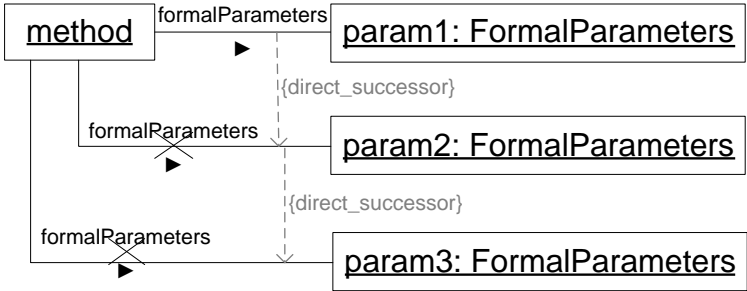 formalParameters
method
param1: FormalParameters
{direct_successor}
formalParameters
param2: FormalParameters
{direct_successor}
formalParameters
param3: FormalParameters